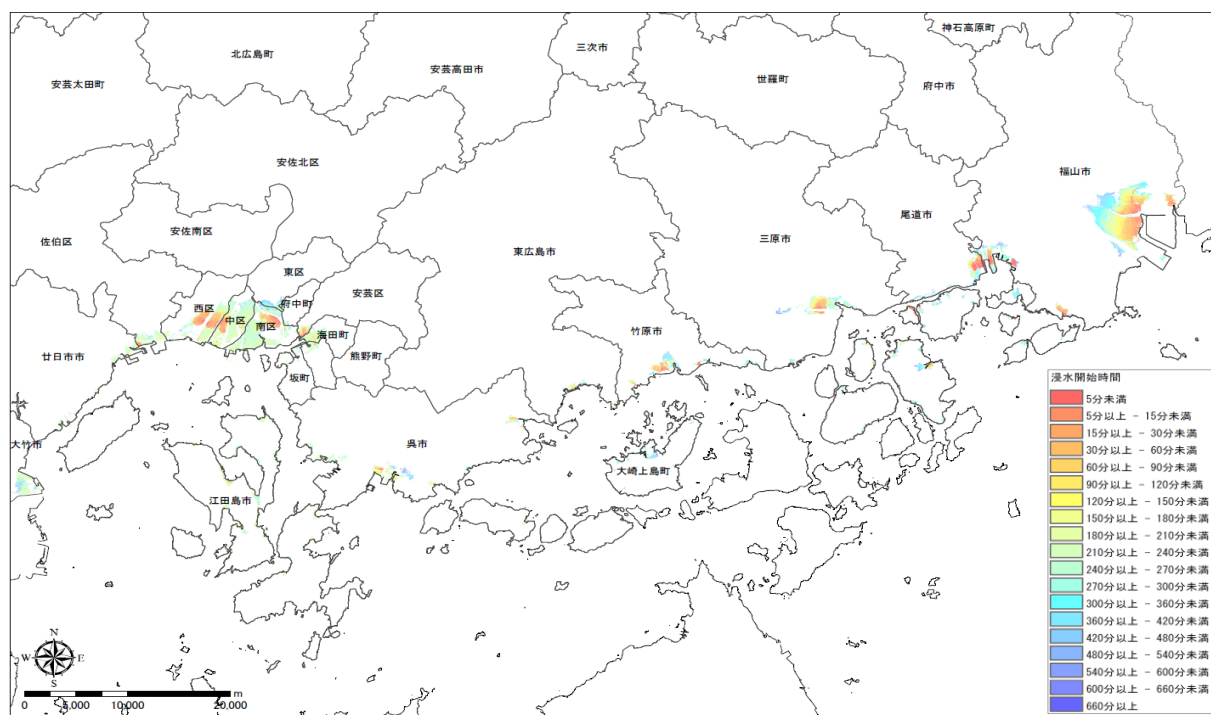 神石高原町
北広島町
三次市
安芸高田市
安芸太田町
世羅町
府中市
安佐北区
福山市
尾道市
安佐南区
佐伯区
三原市
東広島市
東区
安芸区
西区
府中町
中区
南区
海田町
竹原市
熊野町
廿日市市
坂町
大竹市
呉市
大崎上島町
江田島市
浸水開始時間
5分未満
5分以上 - 15分未満
15分以上 - 30分未満
30分以上 - 60分未満
60分以上 - 90分未満
90分以上 - 120分未満
120分以上 - 150分未満
150分以上 - 180分未満
180分以上 - 210分未満
210分以上 - 240分未満
240分以上 - 270分未満
270分以上 - 300分未満
300分以上 - 360分未満
360分以上 - 420分未満
420分以上 - 480分未満
480分以上 - 540分未満
540分以上 - 600分未満
600分以上 - 660分未満
660分以上
N
W E
S
m
0 5,000 10,000 20,000